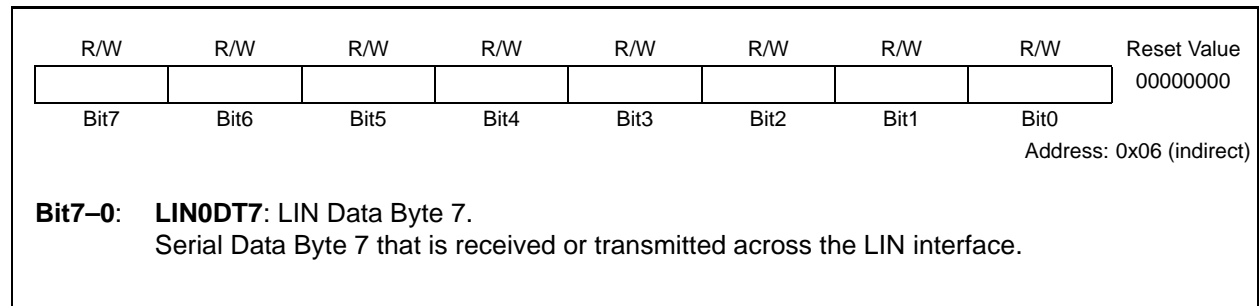 R/W R/W R/W R/W R/W R/W R/W R/W Reset Value
00000000
Bit7 Bit6 Bit5 Bit4 Bit3 Bit2 Bit1 Bit0
Address: 0x06 (indirect)
Bit7–0: LIN0DT7: LIN Data Byte 7.
Serial Data Byte 7 that is received or transmitted across the LIN interface.